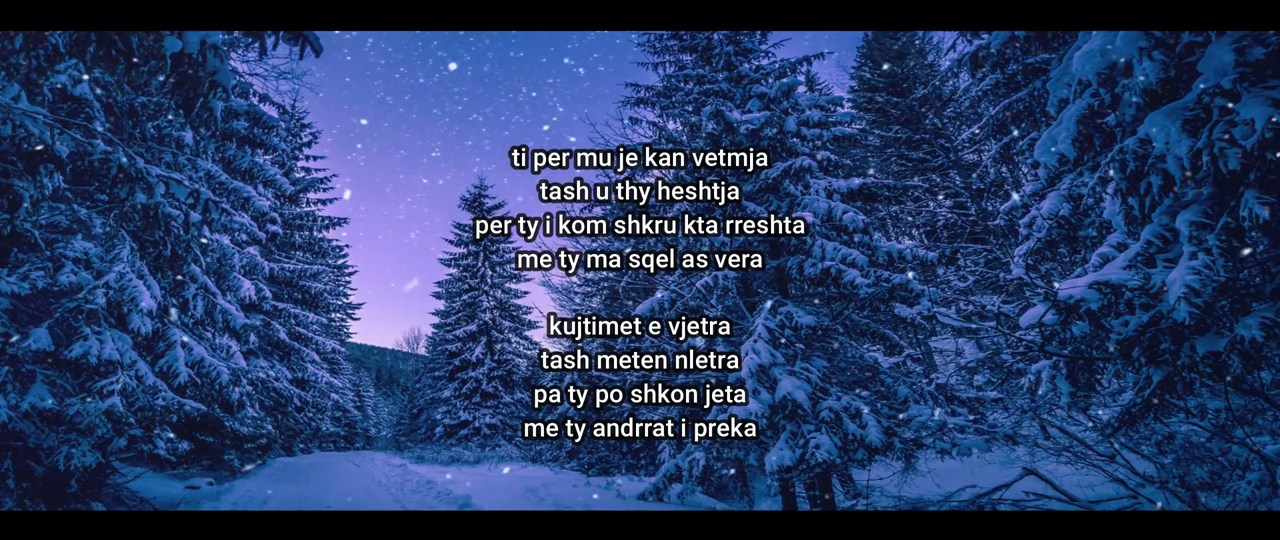 ti per mu je kan vetmja
tash u thy heshtja
per ty i kom shkru kta rreshta
me ty ma sqel as vera
kujtimet e vjetra
tash meten nletra
pa ty po shkon jeta
me ty andrrat i preka